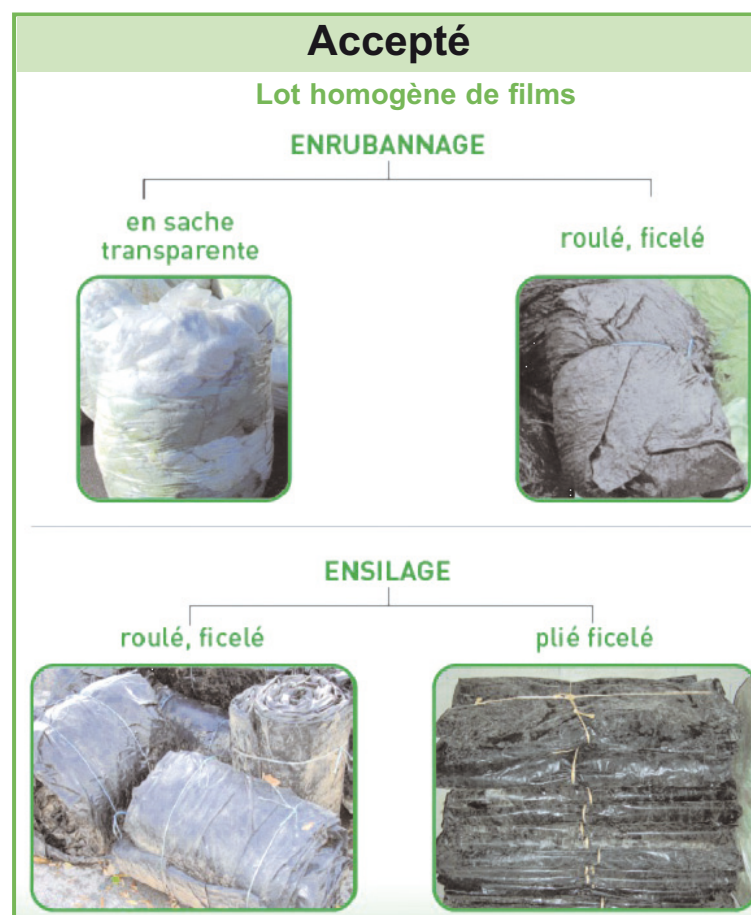 Accepté
Lot homogène de films
ENRUBANNAGE
en sache
transparente
roulé, ficelé
ENSILAGE
roulé, ficelé
plié ficelé